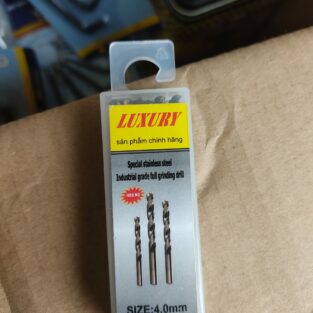 LUXURY
sản phẩm chính hãng
Special stainless steel
Industrial grade full grinding drill
SIZE:4.0mm